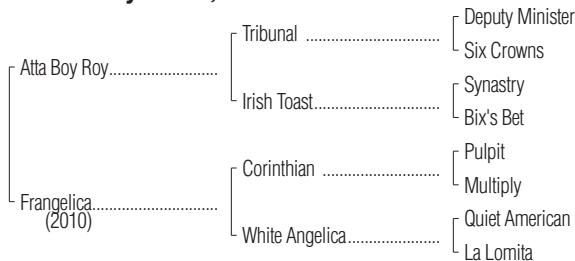 Deputy Minister
Tribunal ..................................
Six Crowns
Atta Boy Roy...........................
Synastry
Irish Toast................................
Bix's Bet
Pulpit
Corinthian ..............................
Multiply
Frangelica................................
(2010)
Quiet American
White Angelica.......................
La Lomita